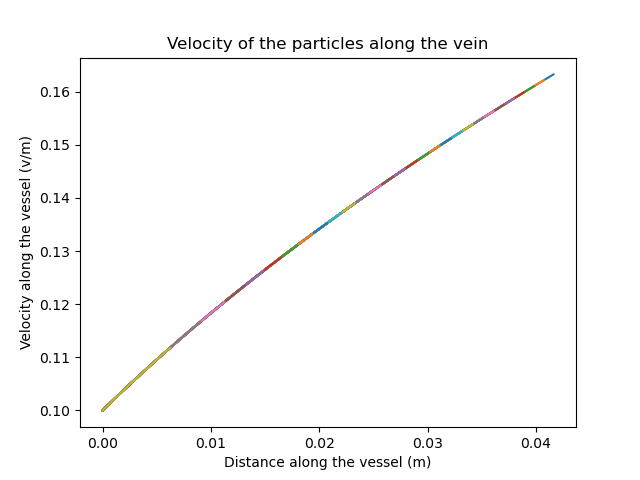 Velocity of the particles along the vein
Velocity along the vessel (v/m)
0.16
0.15
0.14
0.13
0.12
0.11
0.10
0.00 0.01 0.02 0.03 0.04
Distance along the vessel (m)